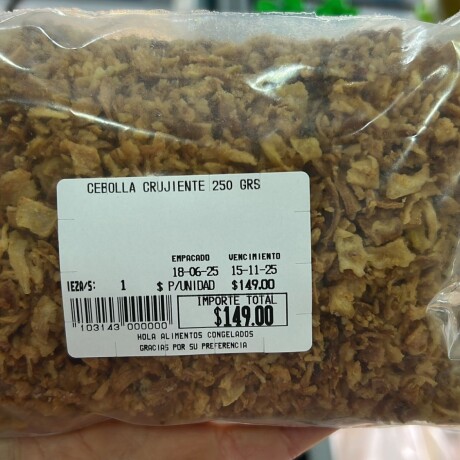 CEBOLLA CRUJIENTE 250 GRS
EMPACADO VENCIMIENTO
18-06-25 15-11-25
IEZA/S: 1 $ P/UNIDAD $149.00
IMPORTE TOTAL
$149.00
103143 000000
HOLA ALIMENTOS CONGELADOS
GRACIAS POR SU PREFERENCIA